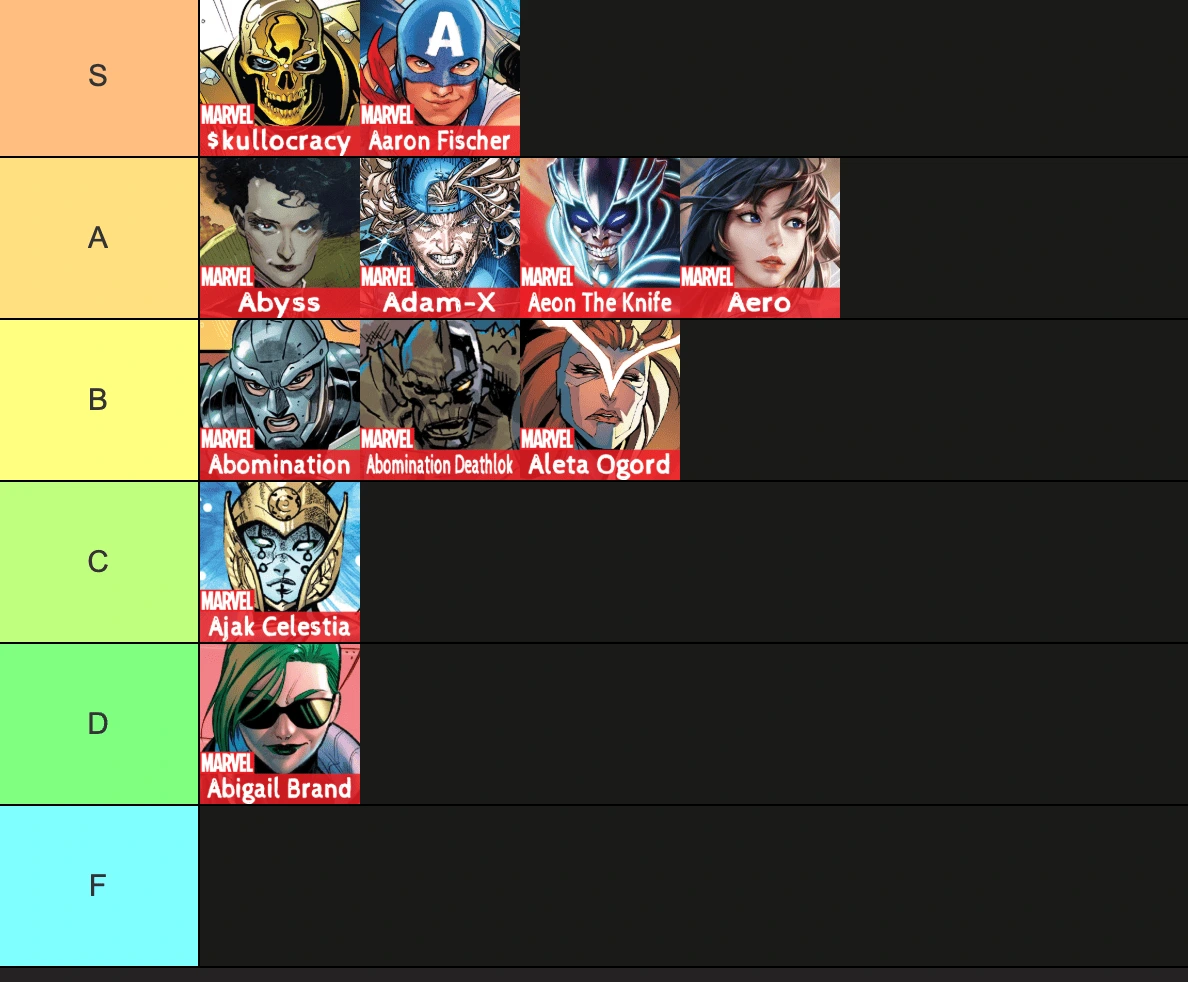 S
MARVEL
$kullocracy
MARVEL
A
Aaron Fischer
A
MARVEL
Abyss
MARVEL
Adam-X
MARVEL
Aeon The Knife
MARVEL
Aero
B
MARVEL
Abomination
MARVEL
Abomination Deathlok
MARVEL
Aleta Ogord
C
MARVEL
Ajak Celestia
D
MARVEL
Abigail Brand
F